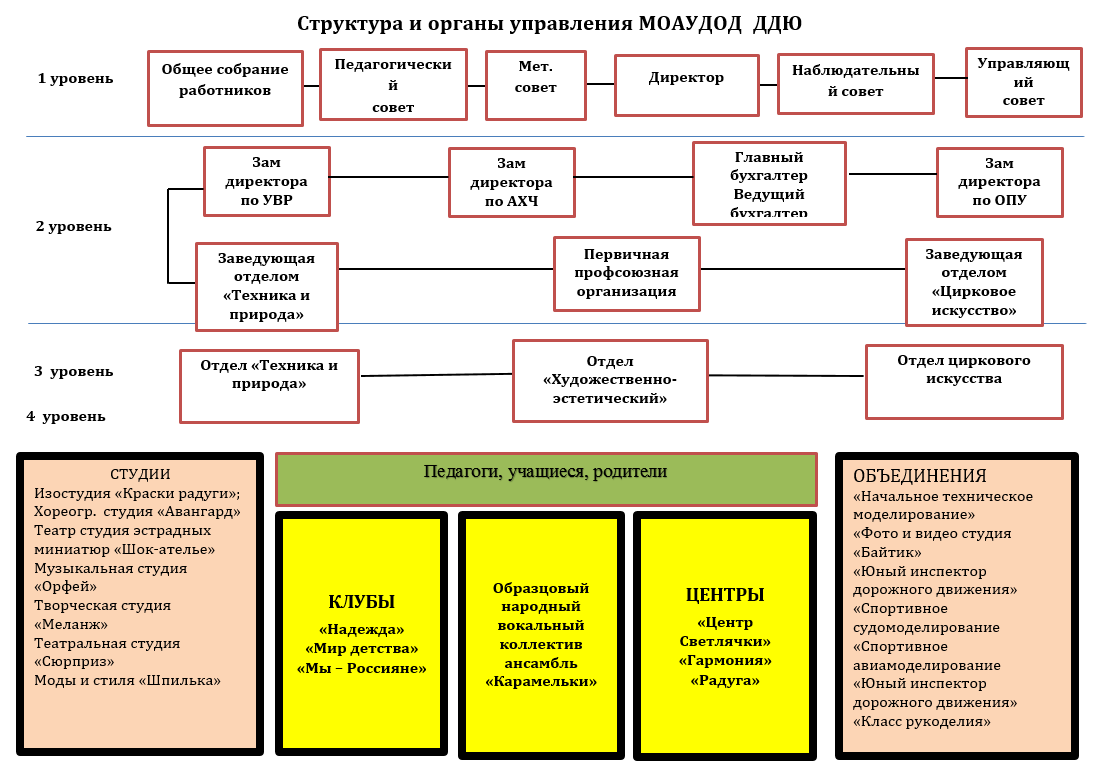 Структура и органы управления МОАУДОД  ДДЮ
1 уровень
Общее собрание
работников
Педагогически
й
совет
Мет.
совет
Директор
Наблюдательны
й совет
Управляющ
ий
совет
2 уровень
Зам
директора
по УВР
Зам
директора
по АХЧ
Главный
бухгалтер
Ведущий
бухгалтер
Зам
директора
по ОПУ
Заведующая
отделом
«Техника и
природа»
Первичная
профсоюзная
организация
Заведующая
отделом
«Цирковое
искусство»
3  уровень
Отдел «Техника и
природа»
Отдел
«Художественно-
эстетический»
Отдел циркового
искусства
4  уровень
СТУДИИ
Изостудия «Краски радуги»;
Хореогр.  студия «Авангард»
Театр студия эстрадных
миниатюр «Шок-ателье»
Музыкальная студия
«Орфей»
Творческая студия
«Меланж»
Театральная студия
«Сюрприз»
Моды и стиля «Шпилька»
Педагоги, учащиеся, родители
КЛУБЫ
«Надежда»
«Мир детства»
«Мы – Россияне»
Образцовый
народный
вокальный
коллектив
ансамбль
«Карамельки»
ЦЕНТРЫ
«Центр
Светлячки»
«Гармония»
«Радуга»
ОБЪЕДИНЕНИЯ
«Начальное техническое
моделирование»
«Фото и видео студия
«Байтик»
«Юный инспектор
дорожного движения»
«Спортивное
судомоделирование
«Спортивное
авиамоделирование
«Юный инспектор
дорожного движения»
«Класс рукоделия»